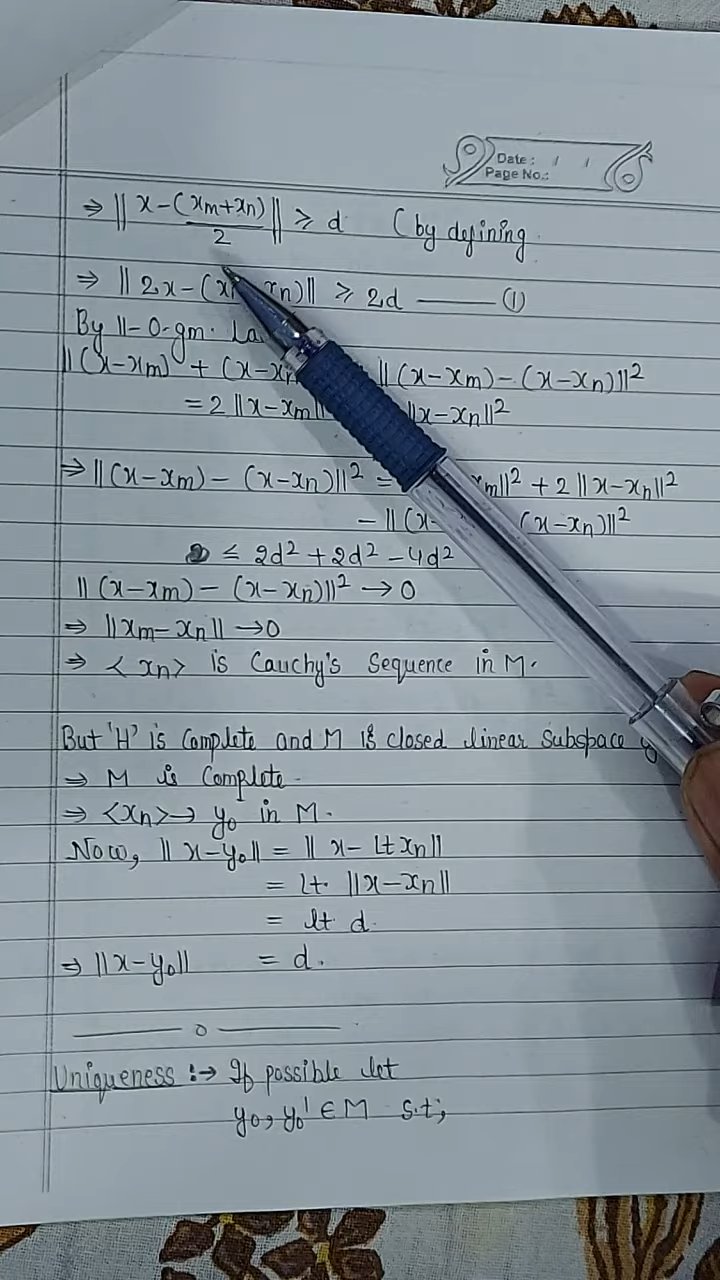 Date : / /
Page No.:
⇒ || x-(xm+xn)/2 || ≥ d (by defining
⇒ || 2x-( xn)|| ≥ 2d —— ①
By ||-o-gm.
||(x-xm) + (x-xn ||(x-xm)-(x-xn)||²
=2 ||x-xm|| ||x-xn||²
⇒ ||(x-xm) - (x-xn)||² = xm||² + 2 ||x-xn||²
- ||(x- (x-xn)||²
≤ 2d² + 2d² - 4d²
|| (x-xm) - (x-xn)||² → 0
⇒ ||xm-xn|| → 0
⇒ <xn> is Cauchy's Sequence in M.
But 'H' is Complete and M is closed linear Subspace
⇒ M is Complete.
⇒ <xn> → y₀ in M.
Now, || x-y₀|| = || x- Lt xn||
= Lt. ||x-xn||
= lt d.
⇒ ||x-y₀|| = d.
—— o ——
Uniqueness :→ If possible let
y₀, y₀' ∈ M s.t;